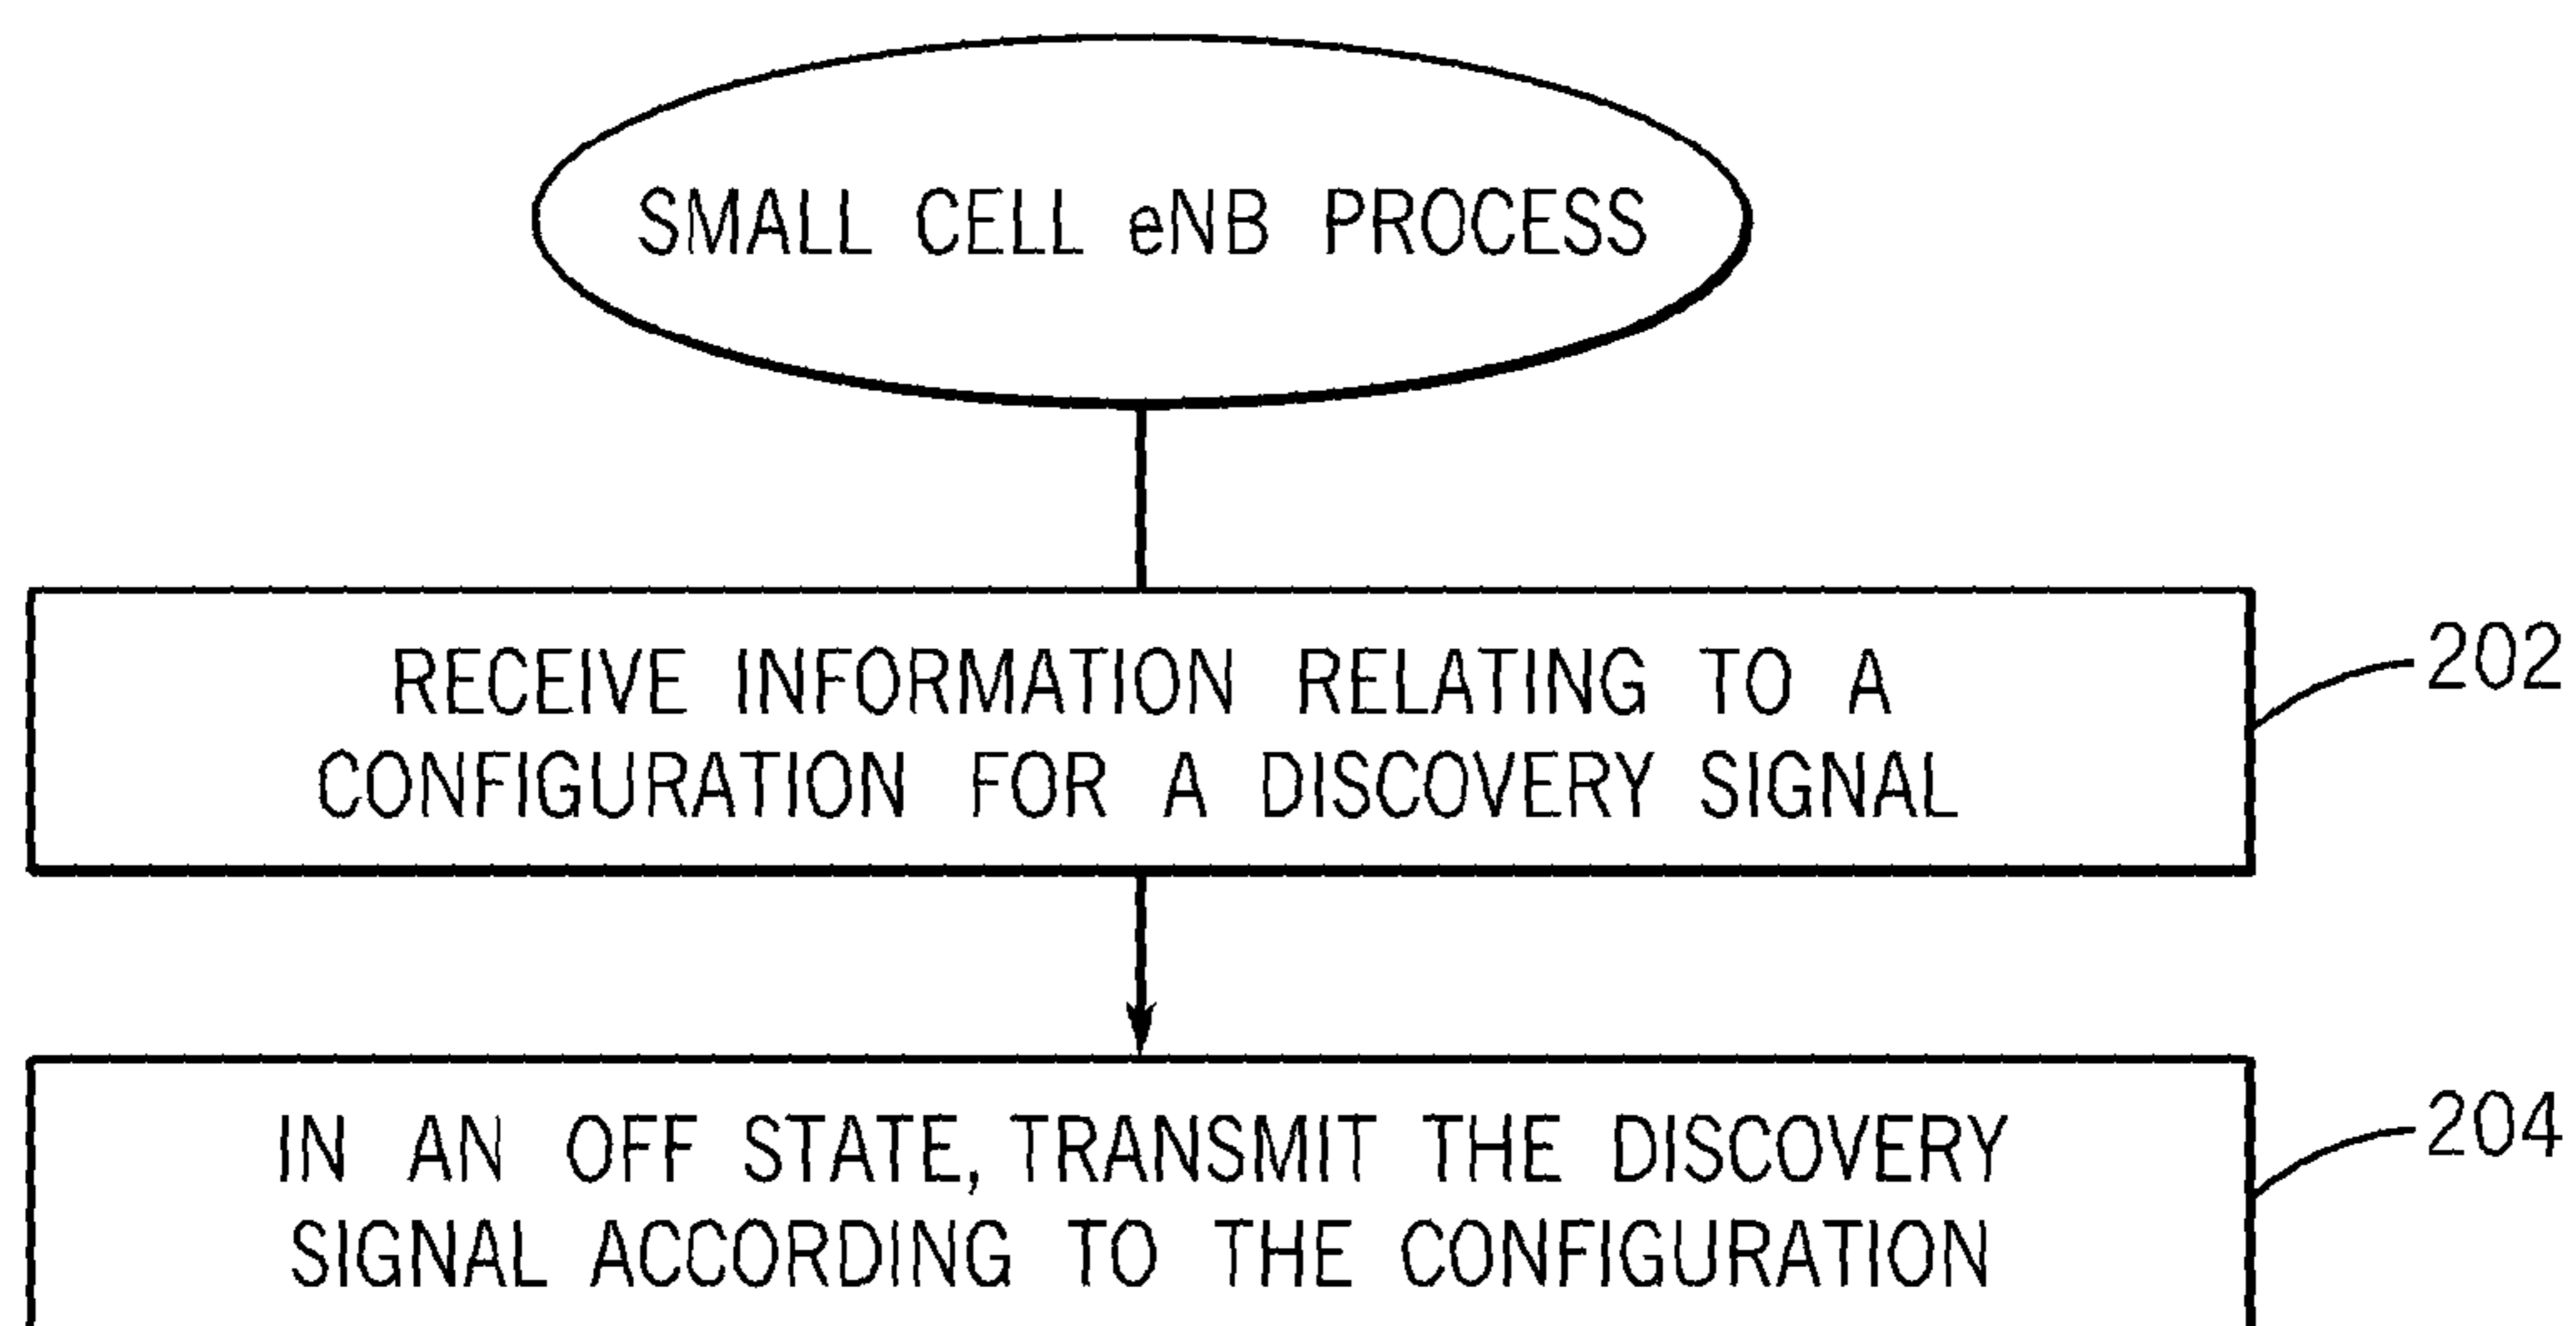 SMALL CELL eNB PROCESS
RECEIVE INFORMATION RELATING TO A
CONFIGURATION FOR A DISCOVERY SIGNAL
202
IN AN OFF STATE, TRANSMIT THE DISCOVERY
SIGNAL ACCORDING TO THE CONFIGURATION
204